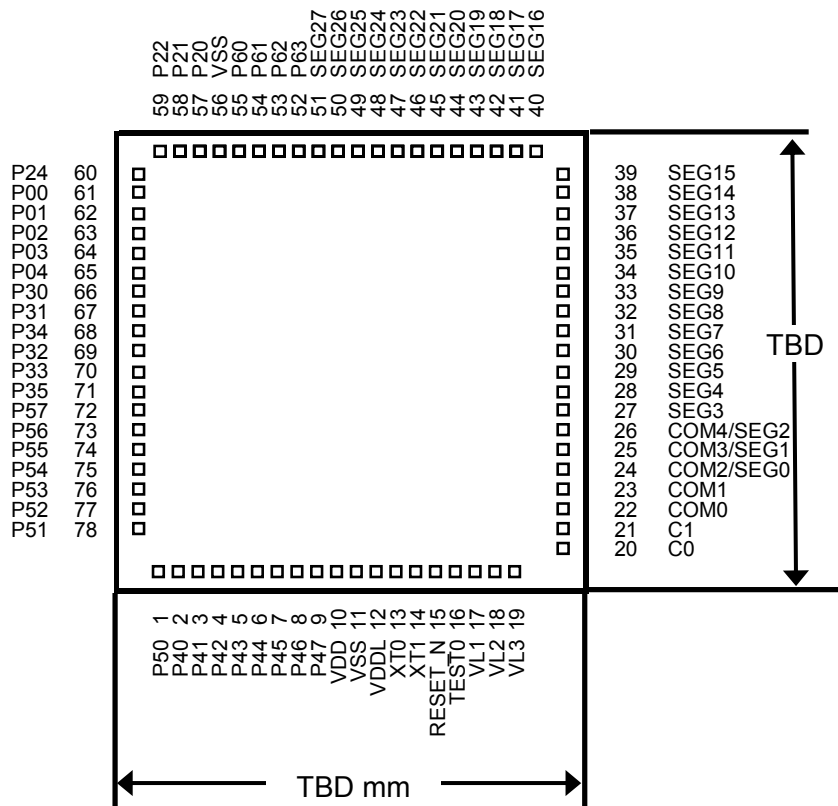 59 P22
58 P21
57 P20
56 VSS
55 P60
54 P61
53 P62
52 P63
51 SEG27
50 SEG26
49 SEG25
48 SEG24
47 SEG23
46 SEG22
45 SEG21
44 SEG20
43 SEG19
42 SEG18
41 SEG17
40 SEG16
P24 60
P00 61
P01 62
P02 63
P03 64
P04 65
P30 66
P31 67
P34 68
P32 69
P33 70
P35 71
P57 72
P56 73
P55 74
P54 75
P53 76
P52 77
P51 78
39 SEG15
38 SEG14
37 SEG13
36 SEG12
35 SEG11
34 SEG10
33 SEG9
32 SEG8
31 SEG7
30 SEG6
29 SEG5
28 SEG4
27 SEG3
26 COM4/SEG2
25 COM3/SEG1
24 COM2/SEG0
23 COM1
22 COM0
21 C1
20 C0
TBD
P50 1
P40 2
P41 3
P42 4
P43 5
P44 6
P45 7
P46 8
P47 9
VDD 10
VSS 11
VDDL 12
XT0 13
XT1 14
RESET_N 15
TEST0 16
VL1 17
VL2 18
VL3 19
TBD mm